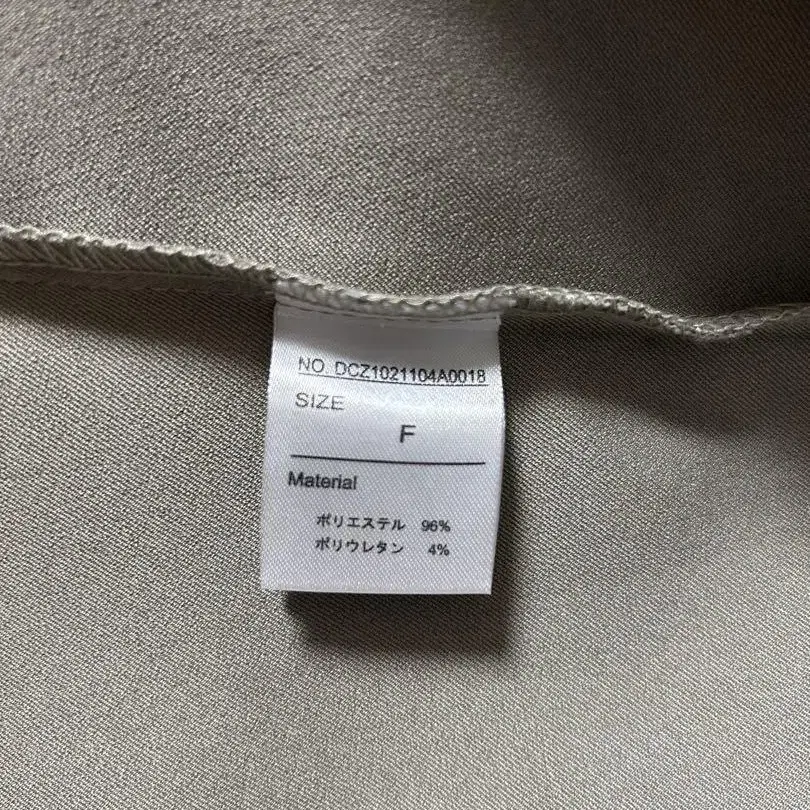 NO. DCZ1021104A0018
SIZE
F
Material
ポリエステル 96%
ポリウレタン 4%